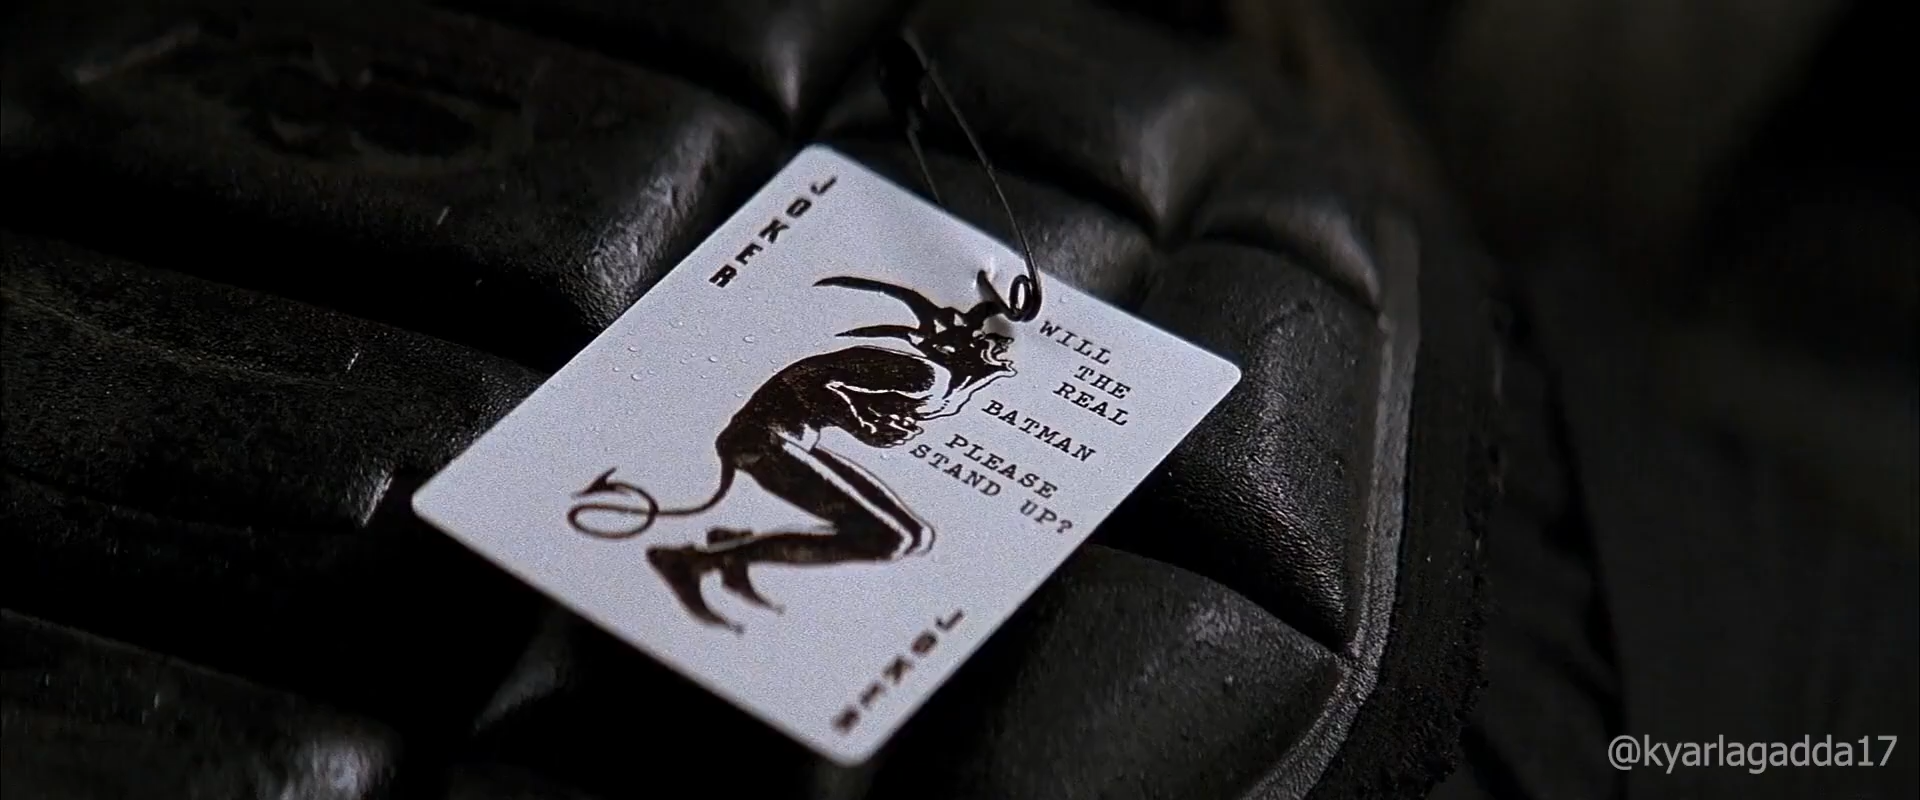 JOKER
WILL
THE
REAL
BATMAN
PLEASE
STAND UP?
JOKER
@kyarlagadda17